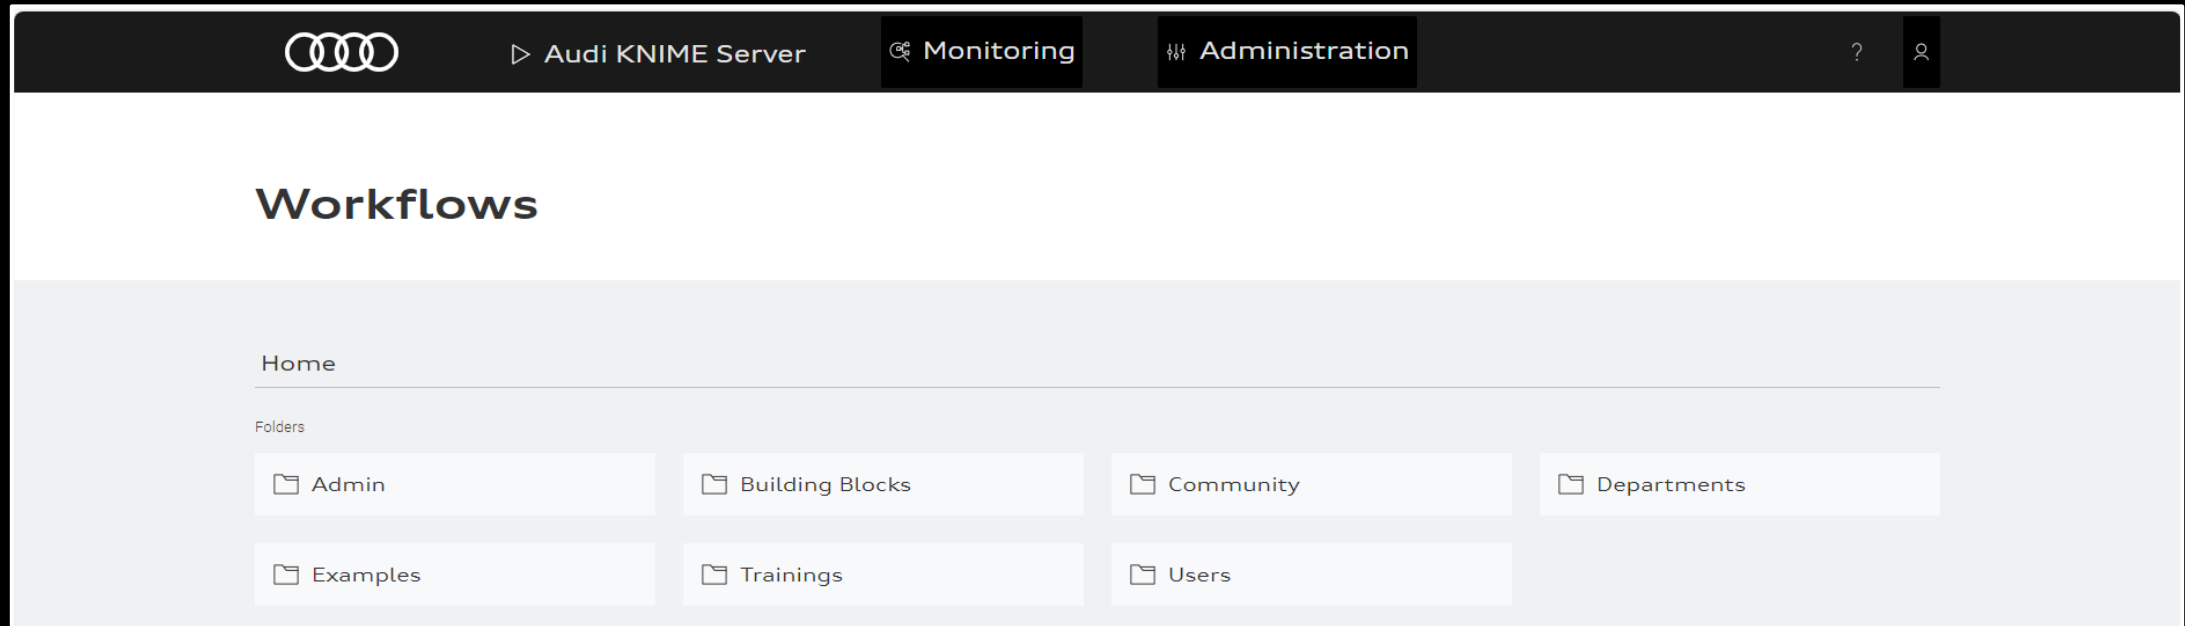 Audi KNIME Server Monitoring Administration ?
Workflows
Home
Folders
Admin Building Blocks Community Departments
Examples Trainings Users